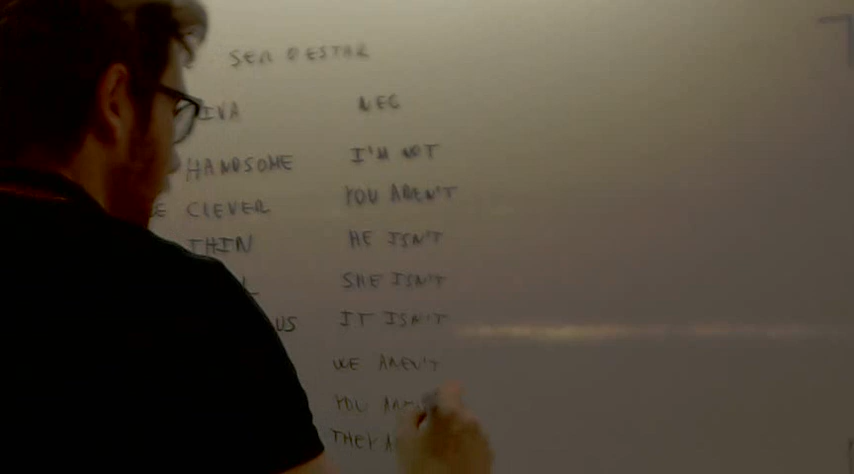 SER O ESTAR
IVA NEG
HANDSOME I'M NOT
E CLEVER YOU AREN'T
THIN HE ISN'T
L SHE ISN'T
US IT ISN'T
WE AREN'T
YOU
THEY